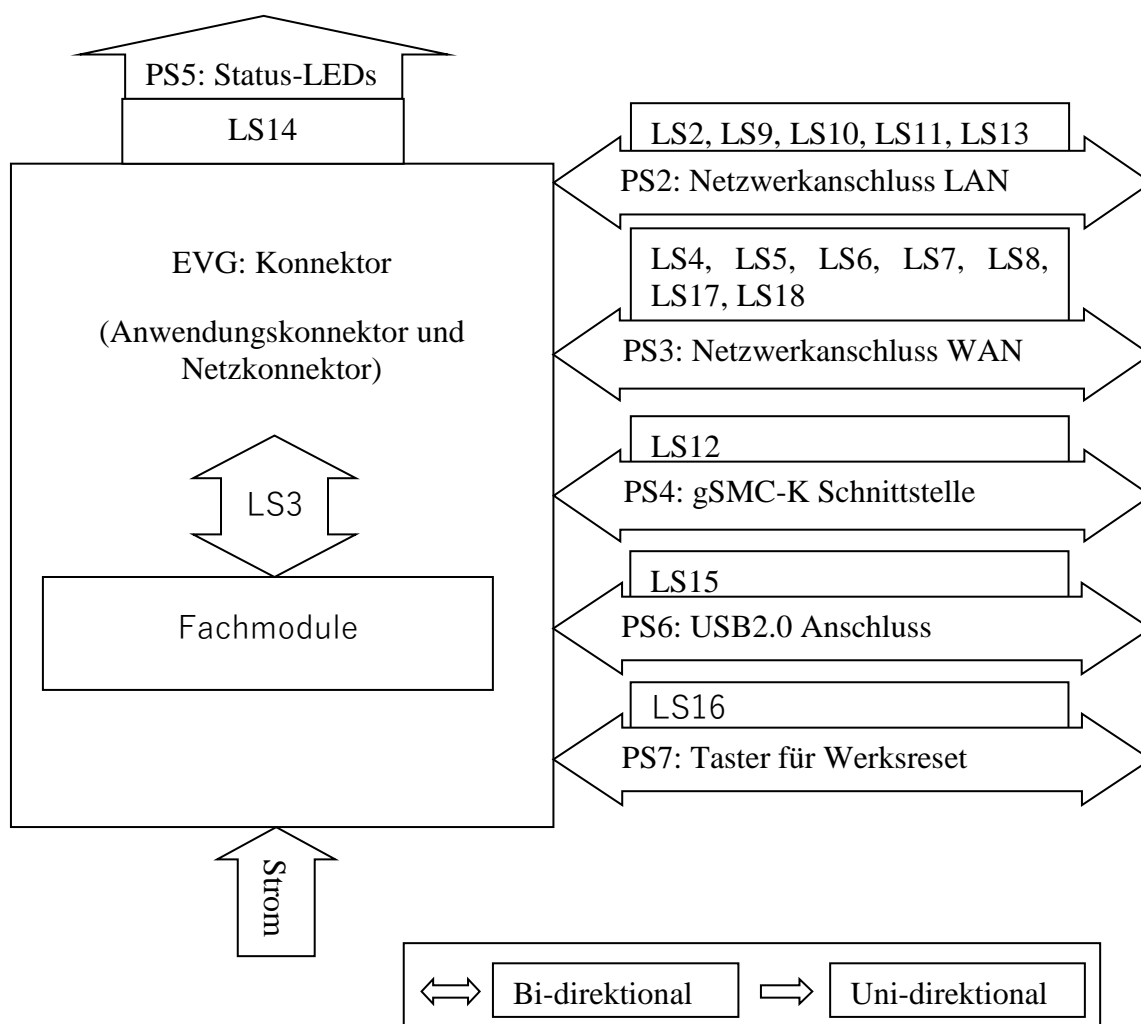 PS5: Status-LEDs
LS14
LS2, LS9, LS10, LS11, LS13
PS2: Netzwerkanschluss LAN
EVG: Konnektor
(Anwendungskonnektor und
Netzkonnektor)
LS4, LS5, LS6, LS7, LS8,
LS17, LS18
PS3: Netzwerkanschluss WAN
LS12
PS4: gSMC-K Schnittstelle
LS3
LS15
PS6: USB2.0 Anschluss
Fachmodule
LS16
PS7: Taster für Werksreset
Strom
Bi-direktional
Uni-direktional